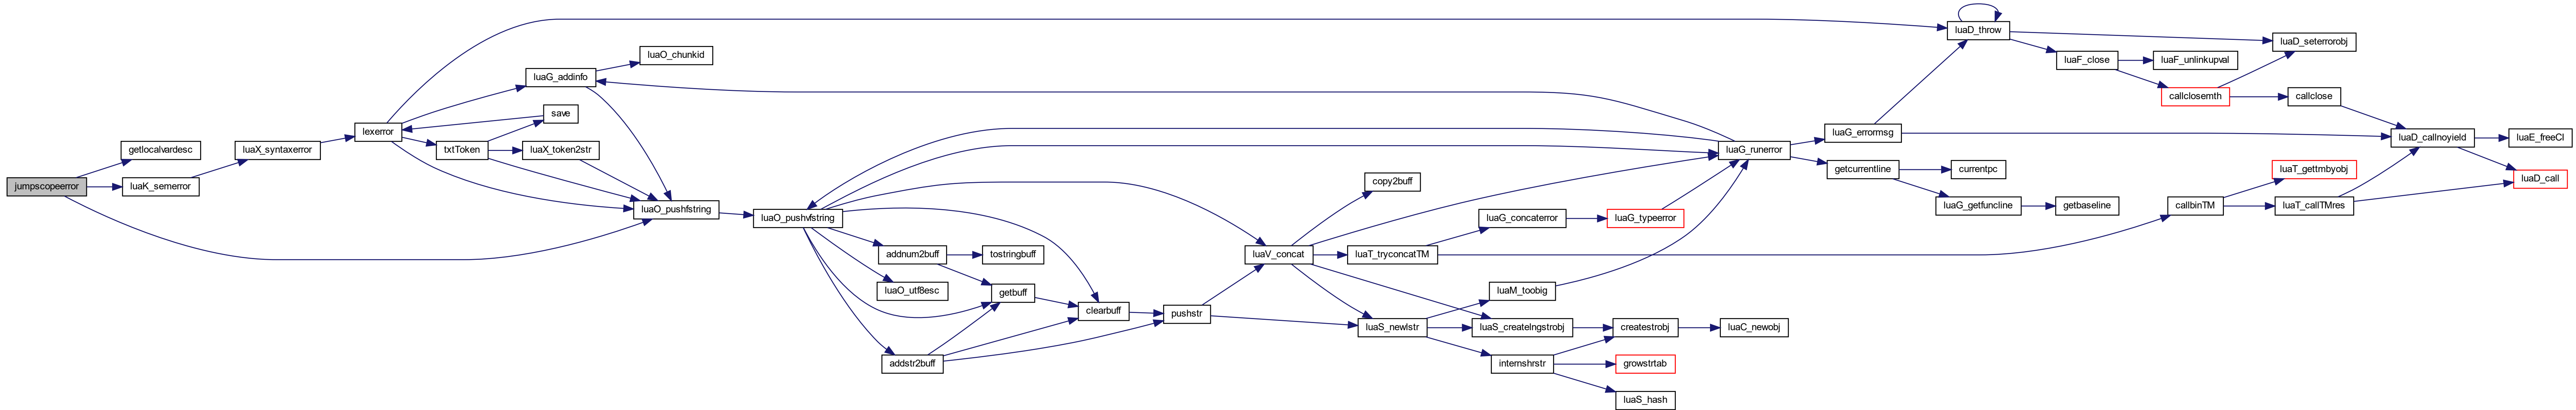 jumpscopeerror
getlocalvardesc
luaK_semerror
luaX_syntaxerror
lexerror
luaG_addinfo
luaO_chunkid
save
txtToken
luaX_token2str
luaO_pushfstring
luaO_pushvfstring
addnum2buff
tostringbuff
luaO_utf8esc
getbuff
addstr2buff
clearbuff
pushstr
luaV_concat
copy2buff
luaT_tryconcatTM
luaS_newlstr
luaG_concaterror
luaG_typeerror
luaM_toobig
luaS_createlngstrobj
internshrstr
createstrobj
growstrtab
luaS_hash
luaC_newobj
luaG_runerror
luaG_errormsg
getcurrentline
currentpc
luaG_getfuncline
getbaseline
luaD_throw
luaF_close
luaF_unlinkupval
callclosemth
luaD_seterrorobj
callclose
callbinTM
luaT_gettmbyobj
luaT_callTMres
luaD_callnoyield
luaE_freeCI
luaD_call